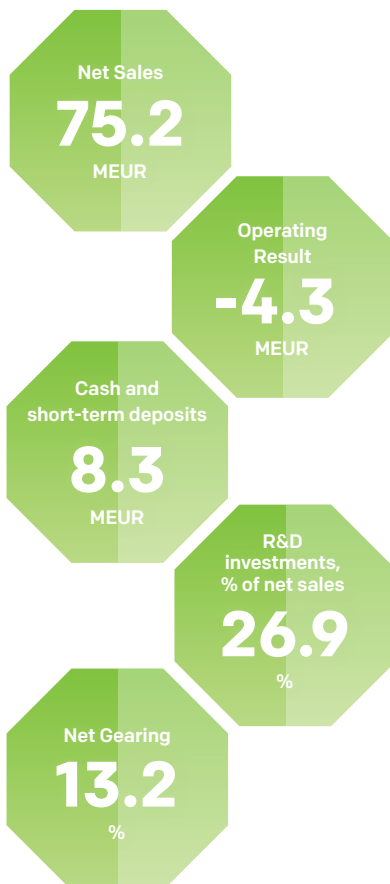 Net Sales
75.2
MEUR
Operating
Result
-4.3
MEUR
Cash and
short-term deposits
8.3
MEUR
R&D
investments,
% of net sales
26.9
%
Net Gearing
13.2
%